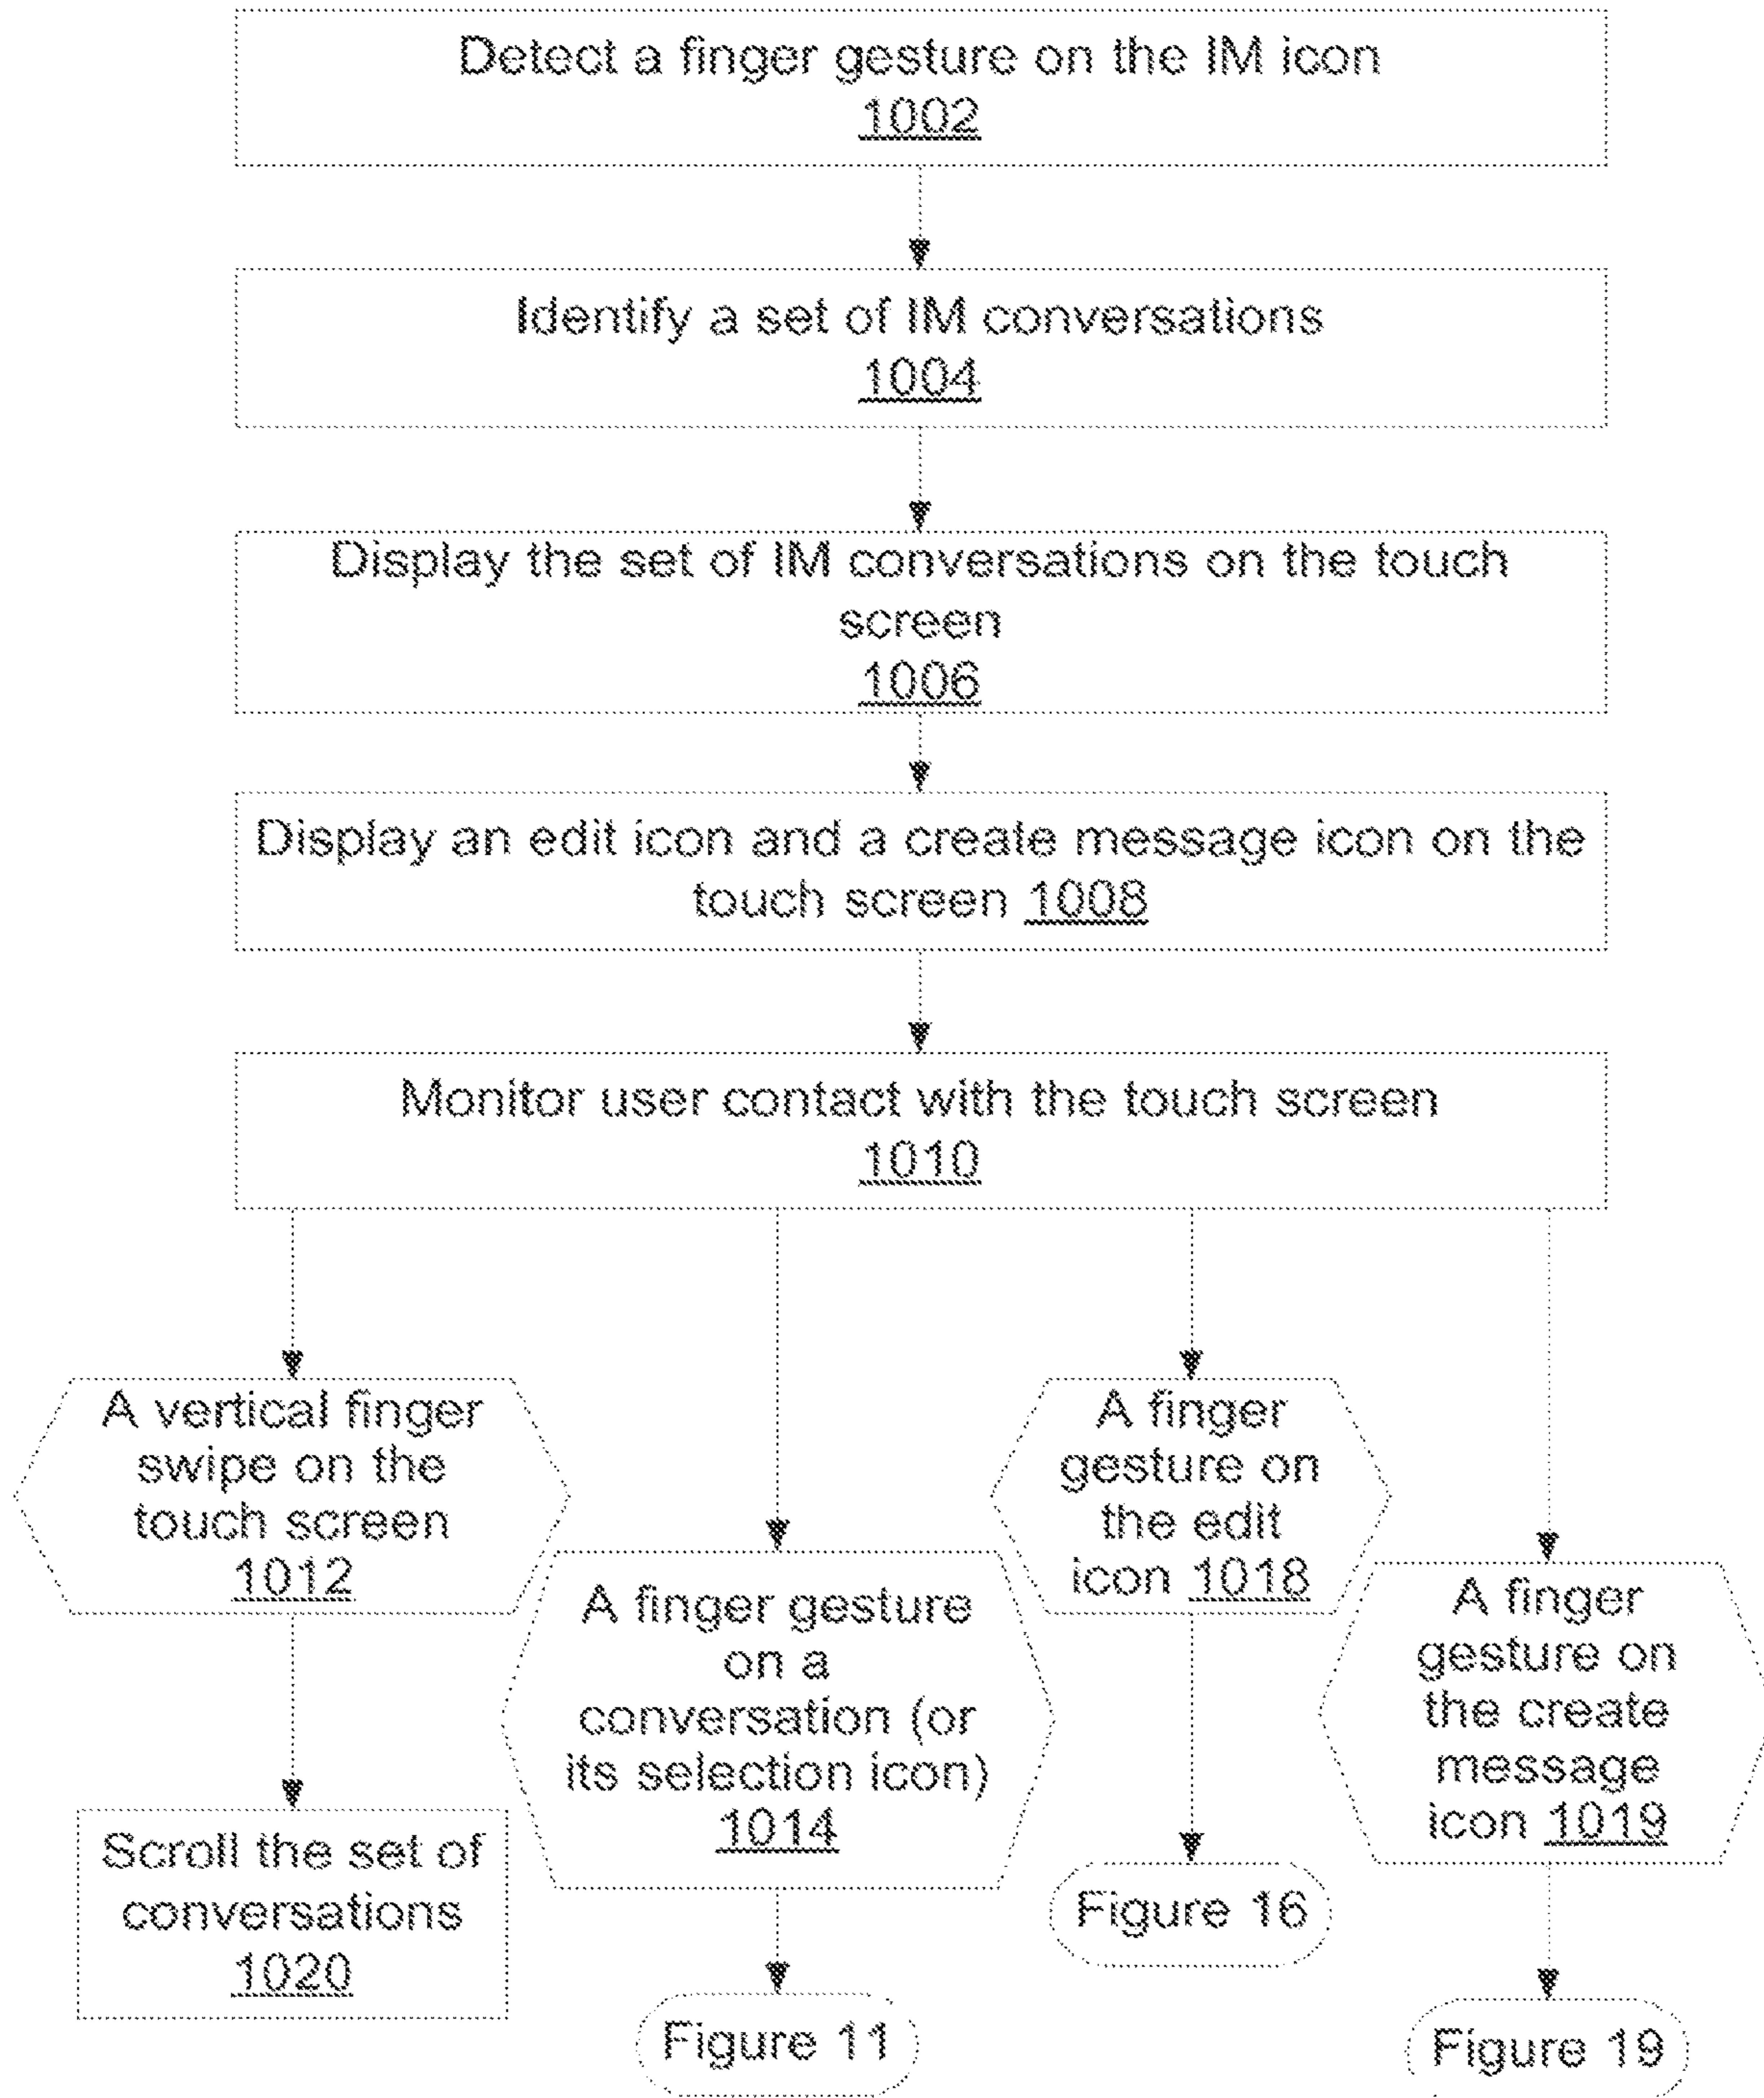 Detect a finger gesture on the IM icon
1002
Identify a set of IM conversations
1004
Display the set of IM conversations on the touch
screen
1006
Display an edit icon and a create message icon on the
touch screen 1008
Monitor user contact with the touch screen
1010
A vertical finger
swipe on the
touch screen
1012
A finger gesture
on a
conversation (or
its selection icon)
1014
A finger
gesture on
the edit
icon 1018
A finger
gesture on
the create
message
icon 1019
Scroll the set of
conversations
1020
Figure 11
Figure 16
Figure 19